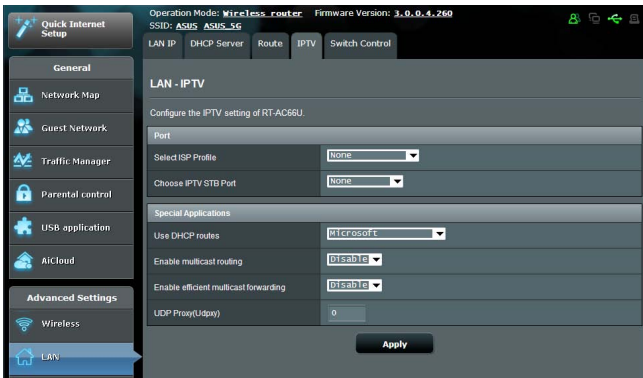 Quick Internet
Setup
Operation Mode: Wireless router Firmware Version: 3.0.0.4.260
SSID: ASUS ASUS_5G
LAN IP DHCP Server Route IPTV Switch Control
General
Network Map
Guest Network
Traffic Manager
Parental control
USB application
AiCloud
Advanced Settings
Wireless
LAN
LAN - IPTV
Configure the IPTV setting of RT-AC66U.
Port
Select ISP Profile None
Choose IPTV STB Port None
Special Applications
Use DHCP routes Microsoft
Enable multicast routing Disable
Enable efficient multicast forwarding Disable
UDP Proxy(Udpxy) 0
Apply